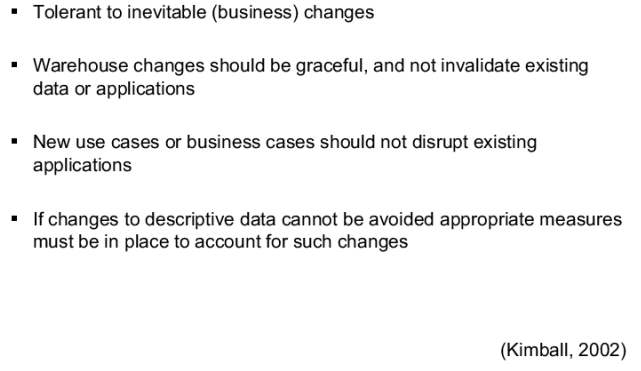 ▪ Tolerant to inevitable (business) changes
▪ Warehouse changes should be graceful, and not invalidate existing
data or applications
▪ New use cases or business cases should not disrupt existing
applications
▪ If changes to descriptive data cannot be avoided appropriate measures
must be in place to account for such changes
(Kimball, 2002)